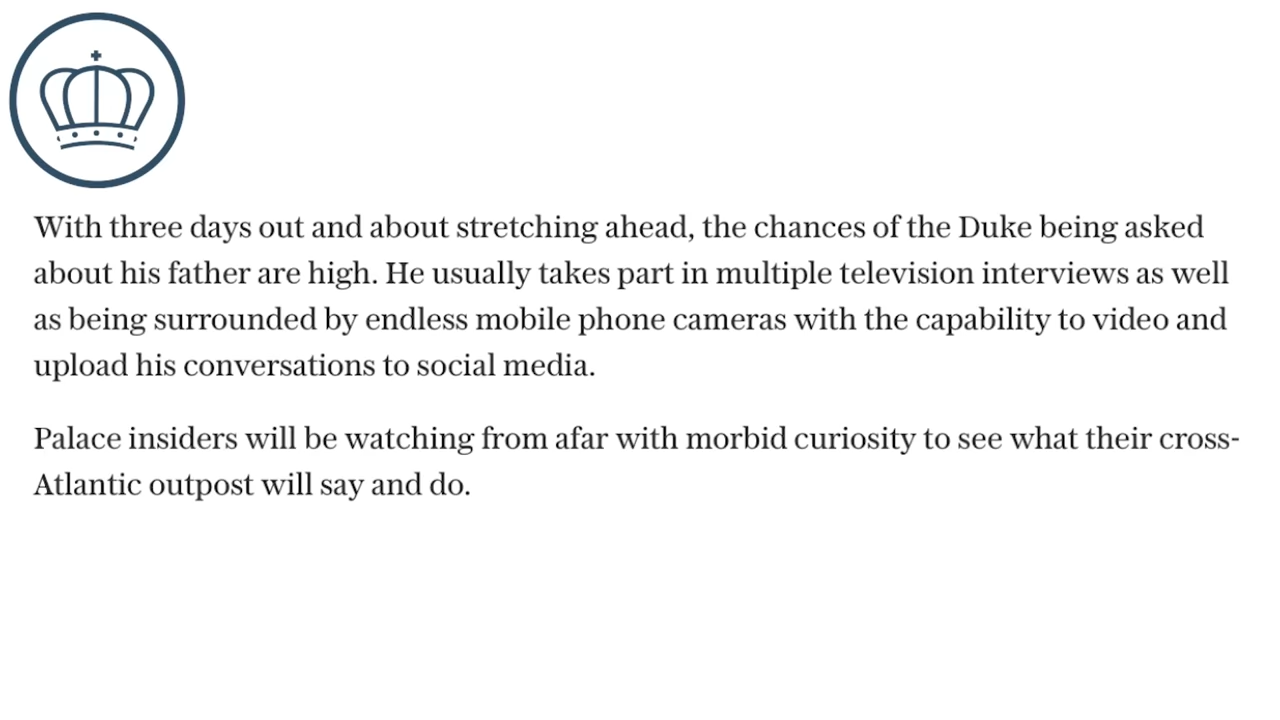 With three days out and about stretching ahead, the chances of the Duke being asked
about his father are high. He usually takes part in multiple television interviews as well
as being surrounded by endless mobile phone cameras with the capability to video and
upload his conversations to social media.
Palace insiders will be watching from afar with morbid curiosity to see what their cross-
Atlantic outpost will say and do.